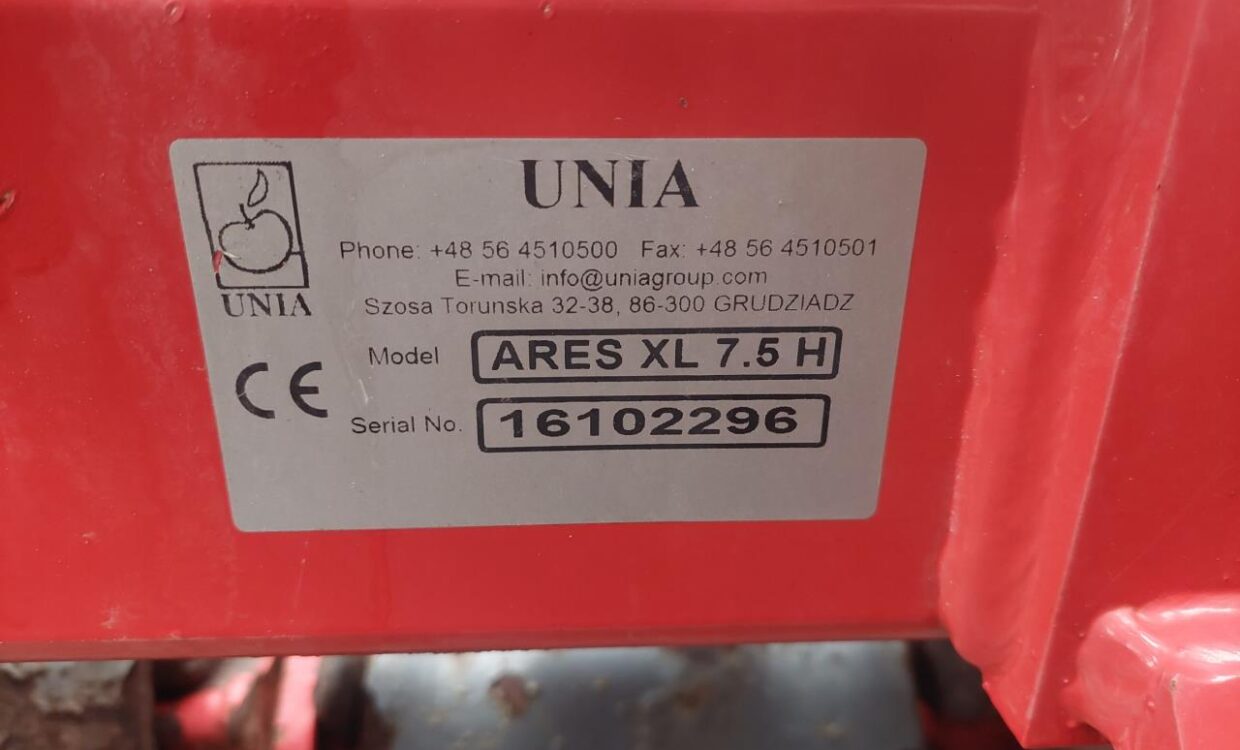 UNIA
Phone: +48 56 4510500 Fax: +48 56 4510501
E-mail: info@uniagroup.com
Szosa Torunska 32-38, 86-300 GRUDZIADZ
UNIA
Model ARES XL 7.5 H
CE
Serial No. 16102296